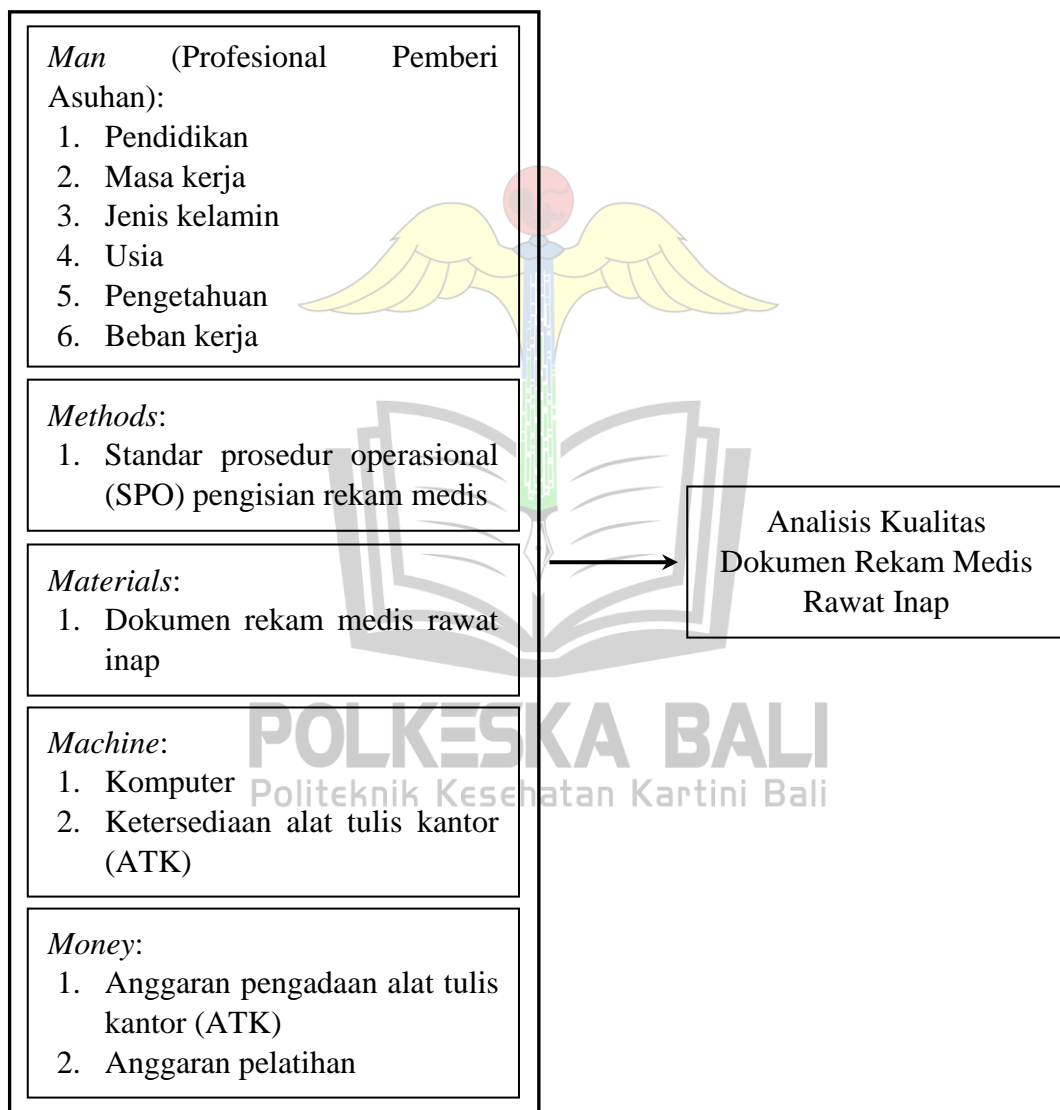 Man (Profesional Pemberi
Asuhan):
1. Pendidikan
2. Masa kerja
3. Jenis kelamin
4. Usia
5. Pengetahuan
6. Beban kerja
Methods:
1. Standar prosedur operasional
(SPO) pengisian rekam medis
Materials:
1. Dokumen rekam medis rawat
inap
Machine:
1. Komputer
2. Ketersediaan alat tulis kantor
(ATK)
Money:
1. Anggaran pengadaan alat tulis
kantor (ATK)
2. Anggaran pelatihan
Analisis Kualitas
Dokumen Rekam Medis
Rawat Inap
POLKESKA BALI
Politeknik Kesehatan Kartini Bali